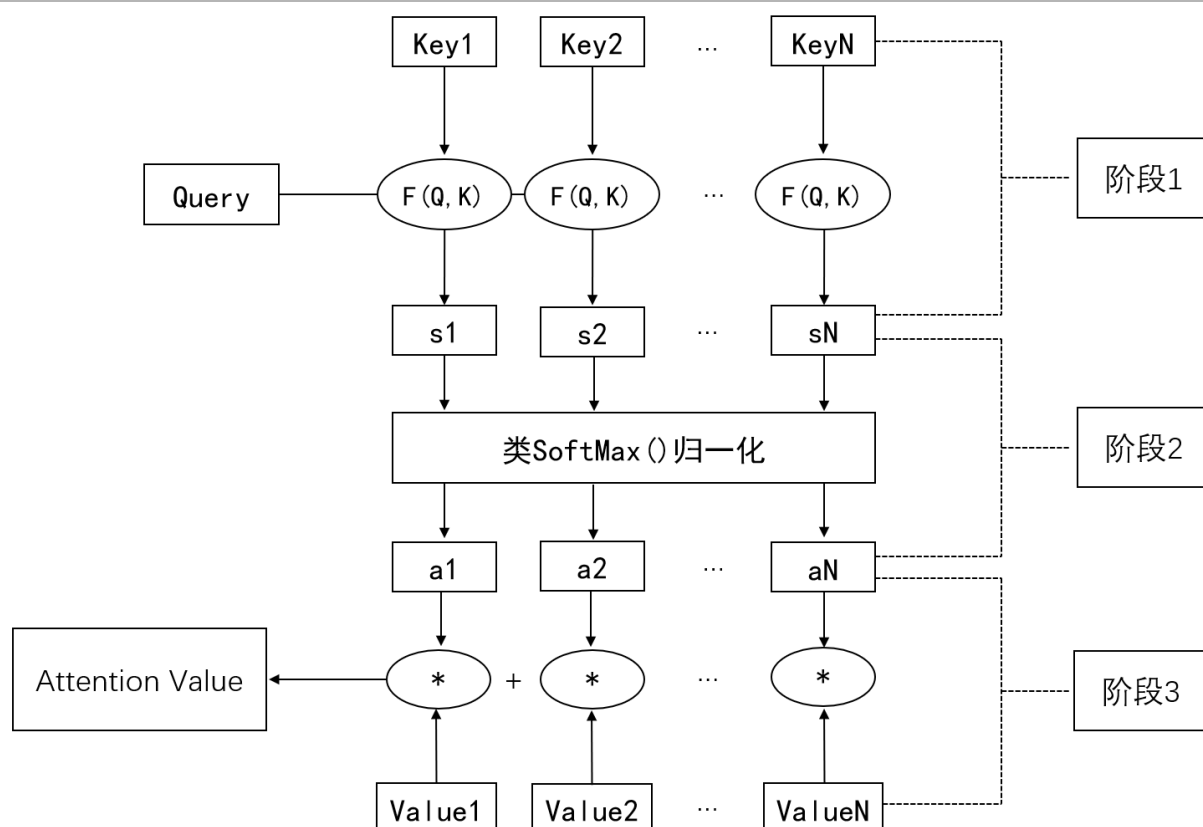 Key1 Key2 … KeyN
Query F(Q,K) F(Q,K) … F(Q,K) 阶段1
s1 s2 … sN
类SoftMax()归一化 阶段2
a1 a2 … aN
Attention Value * + * … * 阶段3
Value1 Value2 … ValueN